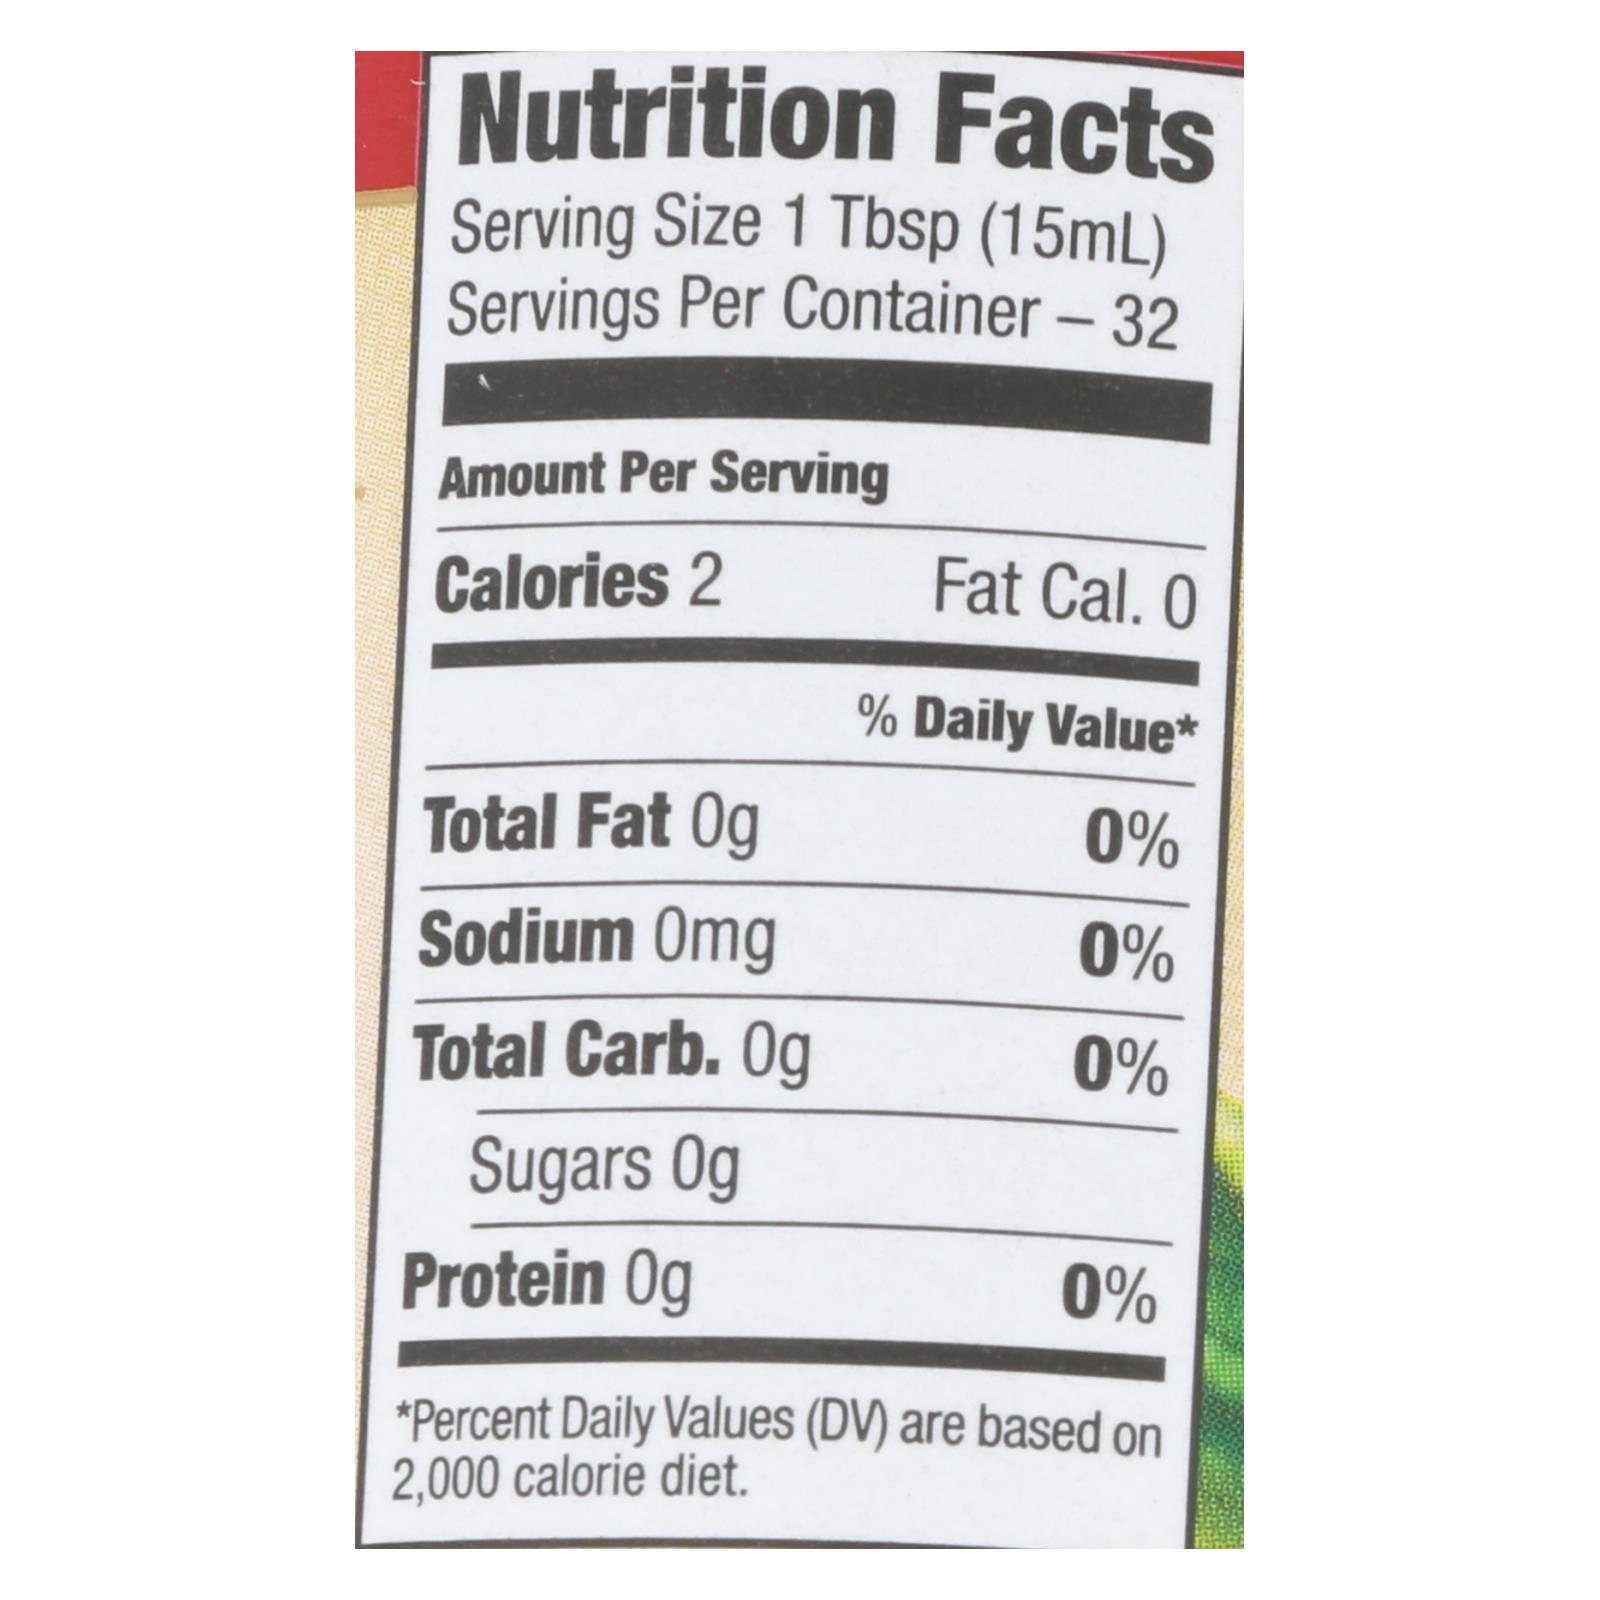 Nutrition Facts
Serving Size 1 Tbsp (15mL)
Servings Per Container – 32
Amount Per Serving
Calories 2 Fat Cal. 0
% Daily Value*
Total Fat 0g 0%
Sodium 0mg 0%
Total Carb. 0g 0%
Sugars 0g
Protein 0g 0%
*Percent Daily Values (DV) are based on
2,000 calorie diet.